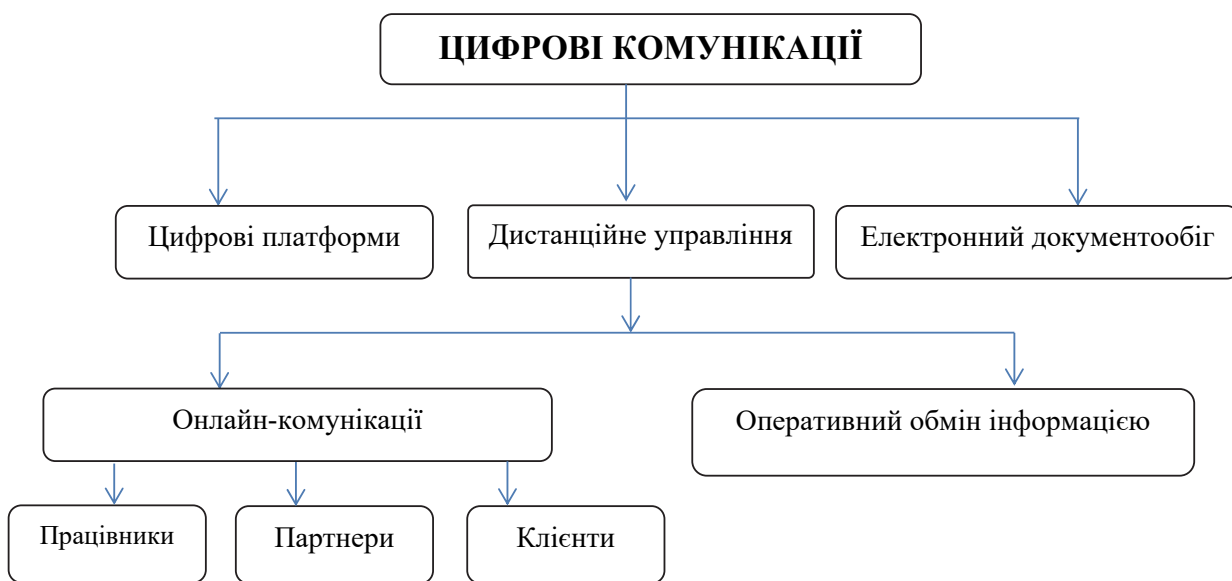 ЦИФРОВІ КОМУНІКАЦІЇ
Цифрові платформи
Дистанційне управління
Електронний документообіг
Онлайн-комунікації
Оперативний обмін інформацією
Працівники
Партнери
Клієнти